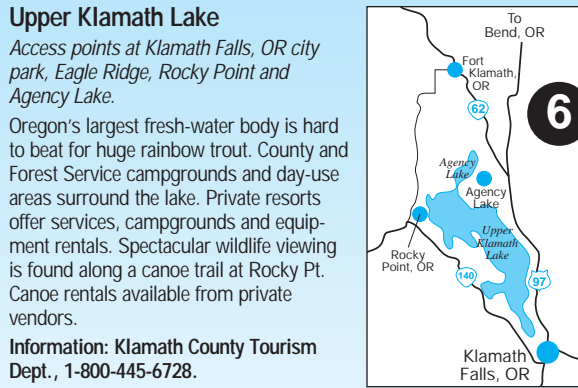 Upper Klamath Lake
Access points at Klamath Falls, OR city
park, Eagle Ridge, Rocky Point and
Agency Lake.
Oregon's largest fresh-water body is hard
to beat for huge rainbow trout. County and
Forest Service campgrounds and day-use
areas surround the lake. Private resorts
offer services, campgrounds and equip-
ment rentals. Spectacular wildlife viewing
is found along a canoe trail at Rocky Pt.
Canoe rentals available from private
vendors.
Information: Klamath County Tourism
Dept., 1-800-445-6728.
To
Bend, OR
Fort
Klamath,
OR
62
6
Agency
Lake
Agency
Lake
Upper
Klamath
Lake
Rocky
Point, OR
140
97
Klamath
Falls, OR